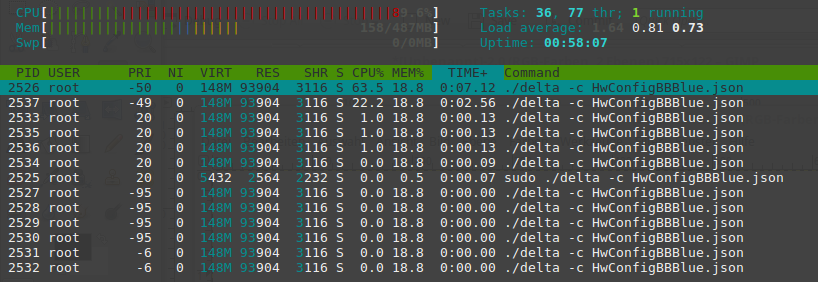 CPU[||||||||||||||||||||||||||||||||||||||||||||89.6%] Tasks: 36, 77 thr; 1 running
Mem[||||||||||||||||||||||||158/487MB] Load average: 1.64 0.81 0.73
Swp[0/0MB] Uptime: 00:58:07
PID USER PRI NI VIRT RES SHR S CPU% MEM% TIME+ Command
2526 root -50 0 148M 93904 3116 S 63.5 18.8 0:07.12 ./delta -c HwConfigBBBlue.json
2537 root -49 0 148M 93904 3116 S 22.2 18.8 0:02.56 ./delta -c HwConfigBBBlue.json
2533 root 20 0 148M 93904 3116 S 1.0 18.8 0:00.13 ./delta -c HwConfigBBBlue.json
2535 root 20 0 148M 93904 3116 S 1.0 18.8 0:00.13 ./delta -c HwConfigBBBlue.json
2536 root 20 0 148M 93904 3116 S 1.0 18.8 0:00.13 ./delta -c HwConfigBBBlue.json
2534 root 20 0 148M 93904 3116 S 0.0 18.8 0:00.09 ./delta -c HwConfigBBBlue.json
2525 root 20 0 5432 2564 2232 S 0.0 0.5 0:00.07 sudo ./delta -c HwConfigBBBlue.json
2527 root -95 0 148M 93904 3116 S 0.0 18.8 0:00.00 ./delta -c HwConfigBBBlue.json
2528 root -95 0 148M 93904 3116 S 0.0 18.8 0:00.00 ./delta -c HwConfigBBBlue.json
2529 root -95 0 148M 93904 3116 S 0.0 18.8 0:00.00 ./delta -c HwConfigBBBlue.json
2530 root -95 0 148M 93904 3116 S 0.0 18.8 0:00.00 ./delta -c HwConfigBBBlue.json
2531 root -6 0 148M 93904 3116 S 0.0 18.8 0:00.00 ./delta -c HwConfigBBBlue.json
2532 root -6 0 148M 93904 3116 S 0.0 18.8 0:00.00 ./delta -c HwConfigBBBlue.json